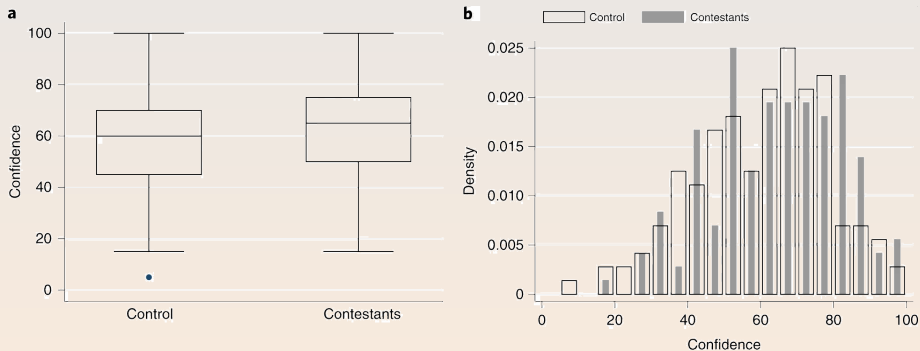 a
Confidence
100
80
60
40
20
0
Control Contestants
b
Control Contestants
Density
0.025
0.020
0.015
0.010
0.005
0
0 20 40 60 80 100
Confidence